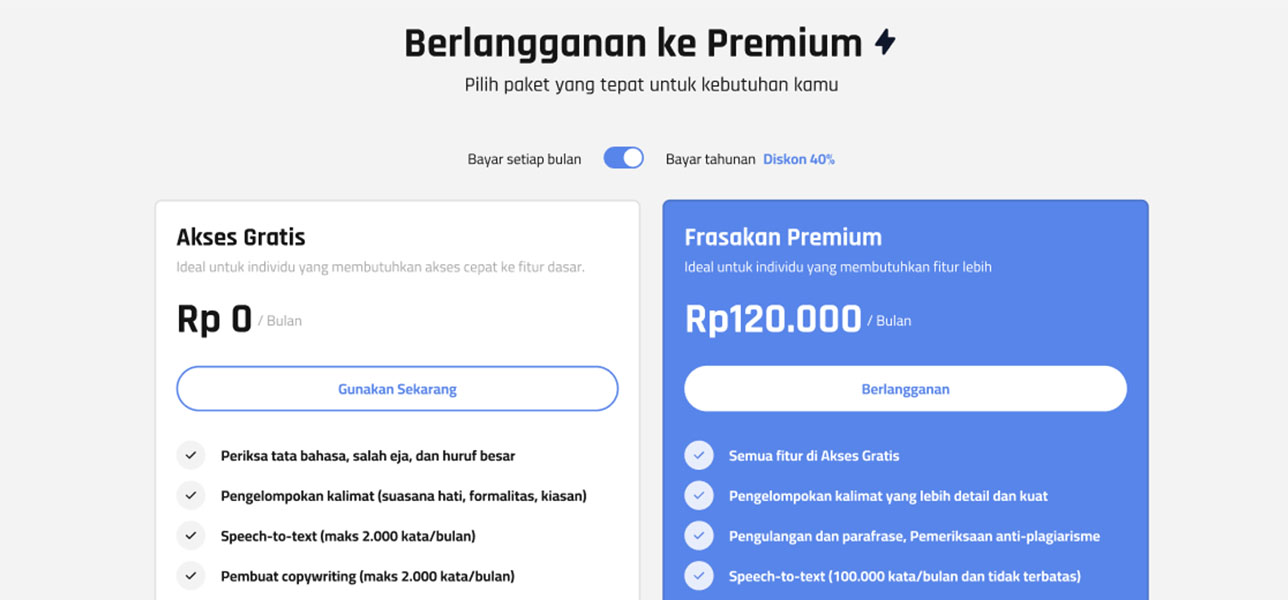 Berlangganan ke Premium
Pilih paket yang tepat untuk kebutuhan kamu
Bayar setiap bulan Bayar tahunan Diskon 40%
Akses Gratis
Ideal untuk individu yang membutuhkan akses cepat ke fitur dasar.
Rp 0 / Bulan
Gunakan Sekarang
Periksa tata bahasa, salah eja, dan huruf besar
Pengelompokan kalimat (suasana hati, formalitas, kiasan)
Speech-to-text (maks 2.000 kata/bulan)
Pembuat copywriting (maks 2.000 kata/bulan)
Frasakan Premium
Ideal untuk individu yang membutuhkan fitur lebih
Rp120.000 / Bulan
Berlangganan
Semua fitur di Akses Gratis
Pengelompokan kalimat yang lebih detail dan kuat
Pengulangan dan parafrase, Pemeriksaan anti-plagiarisme
Speech-to-text (100.000 kata/bulan dan tidak terbatas)